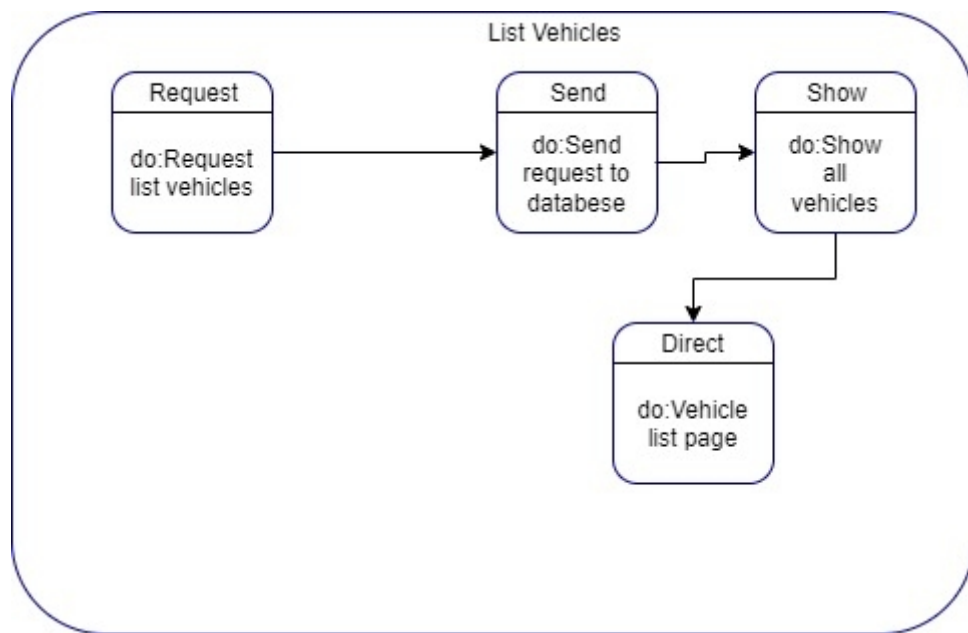 List Vehicles
Request
do:Request
list vehicles
Send
do:Send
request to
databese
Show
do:Show
all
vehicles
Direct
do:Vehicle
list page